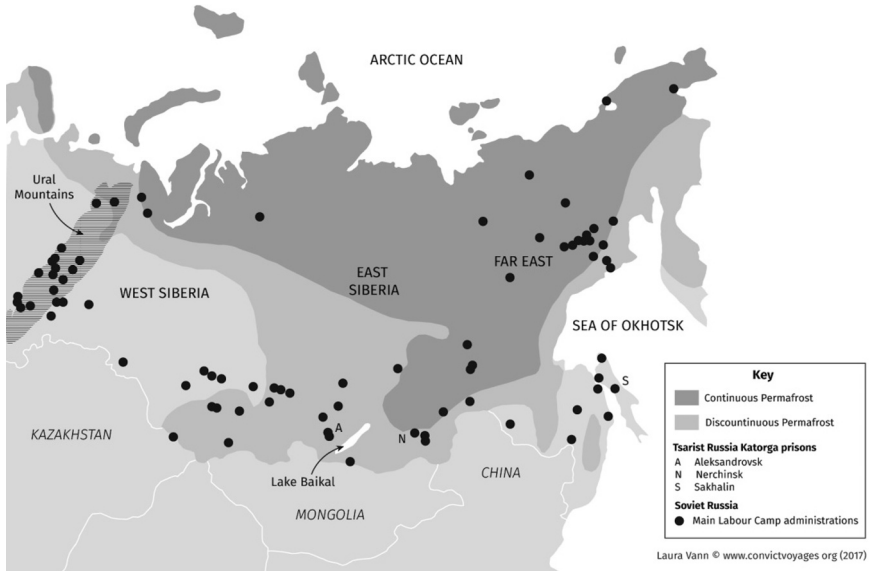 ARCTIC OCEAN
Ural
Mountains
WEST SIBERIA
EAST
SIBERIA
FAR EAST
SEA OF OKHOTSK
S
KAZAKHSTAN
A
N
Lake Baikal
CHINA
MONGOLIA
Key
Continuous Permafrost
Discountinuous Permafrost
Tsarist Russia Katorga prisons
A Aleksandrovsk
N Nerchinsk
S Sakhalin
Soviet Russia
Main Labour Camp administrations
Laura Vann © www.convictvoyages.org (2017)